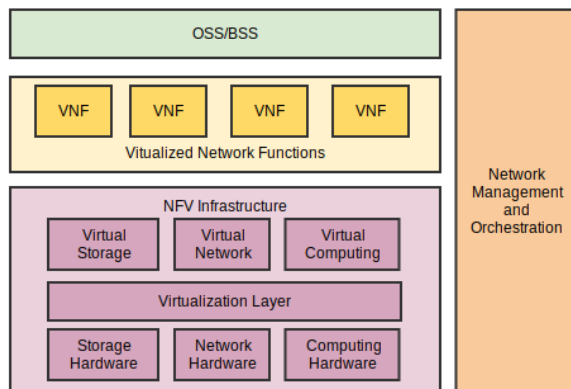 OSS/BSS
VNF
VNF
VNF
VNF
Vitualized Network Functions
NFV Infrastructure
Virtual
Storage
Virtual
Network
Virtual
Computing
Virtualization Layer
Storage
Hardware
Network
Hardware
Computing
Hardware
Network
Management
and
Orchestration